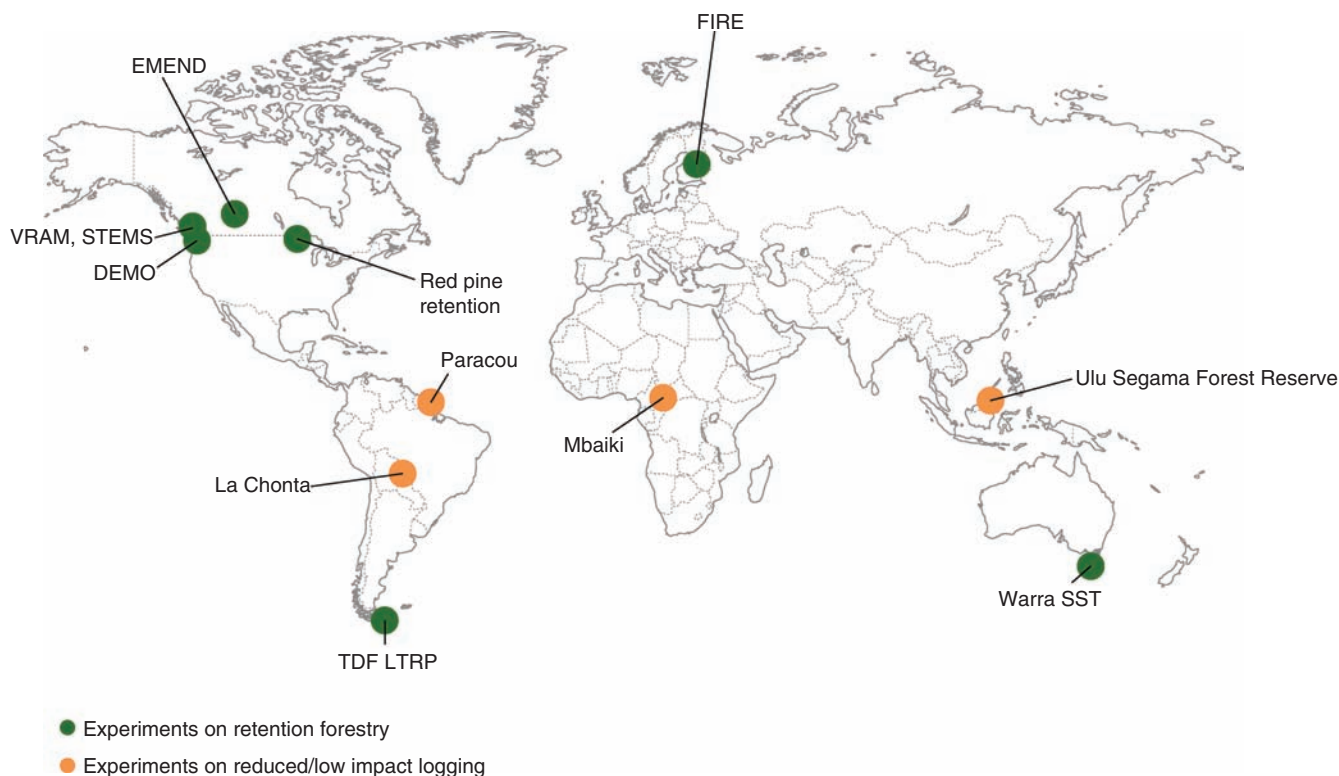 FIRE
EMEND
VRAM, STEMS
DEMO
Red pine
retention
Paracou
Ulu Segama Forest Reserve
Mbaiki
La Chonta
Warra SST
TDF LTRP
Experiments on retention forestry
Experiments on reduced/low impact logging